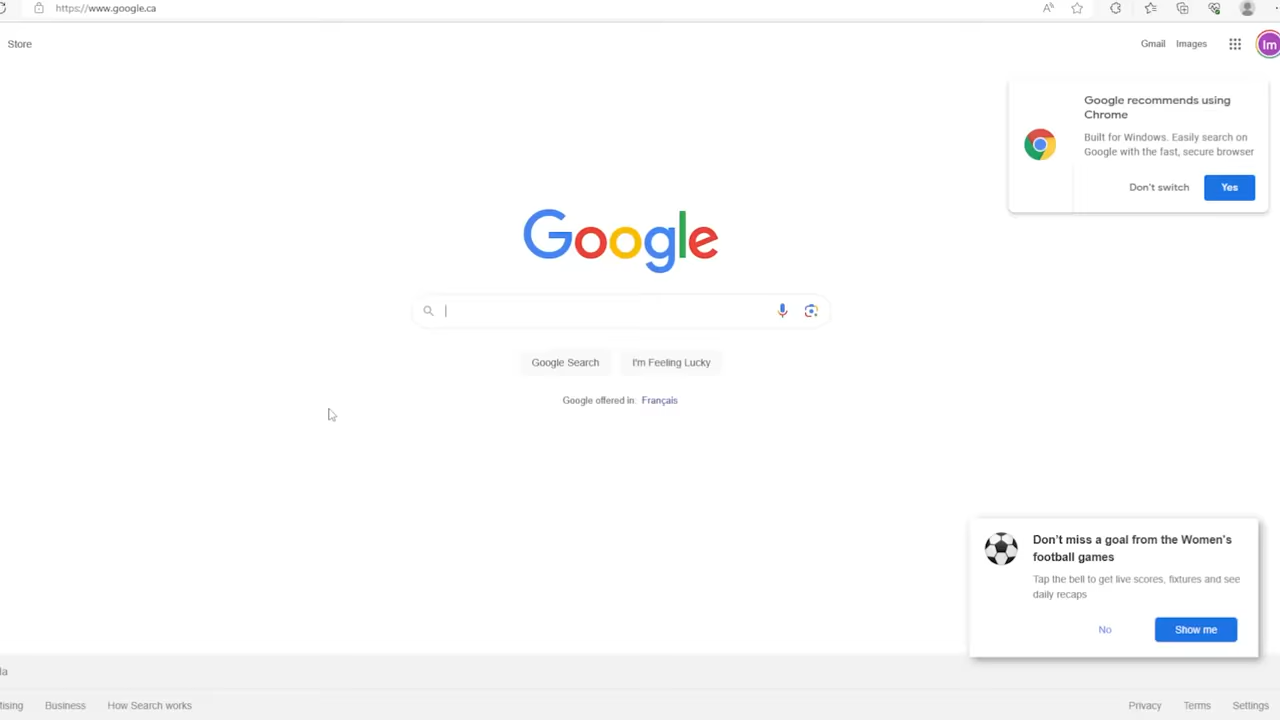 https://www.google.ca
Store
Gmail Images
Im
Google recommends using
Chrome
Built for Windows. Easily search on
Google with the fast, secure browser
Don't switch Yes
Google
Google Search I'm Feeling Lucky
Google offered in: Français
Don't miss a goal from the Women's
football games
Tap the bell to get live scores, fixtures and see
daily recaps
No Show me
da
tising Business How Search works Privacy Terms Settings